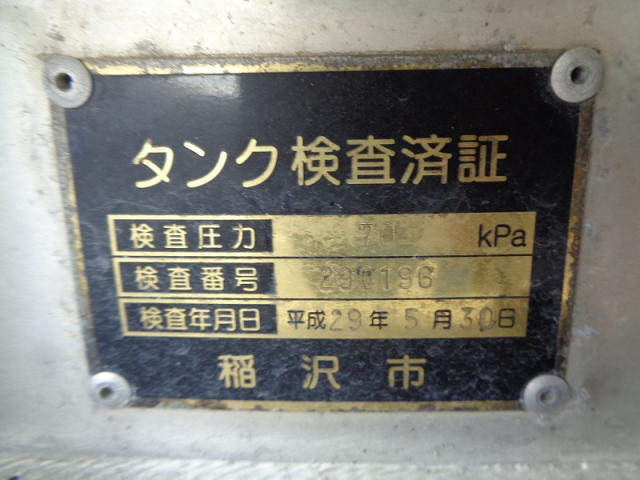 タンク検査済証
検査圧力 70 kPa
検査番号
検査年月日 平成29年5月30日
稲沢市